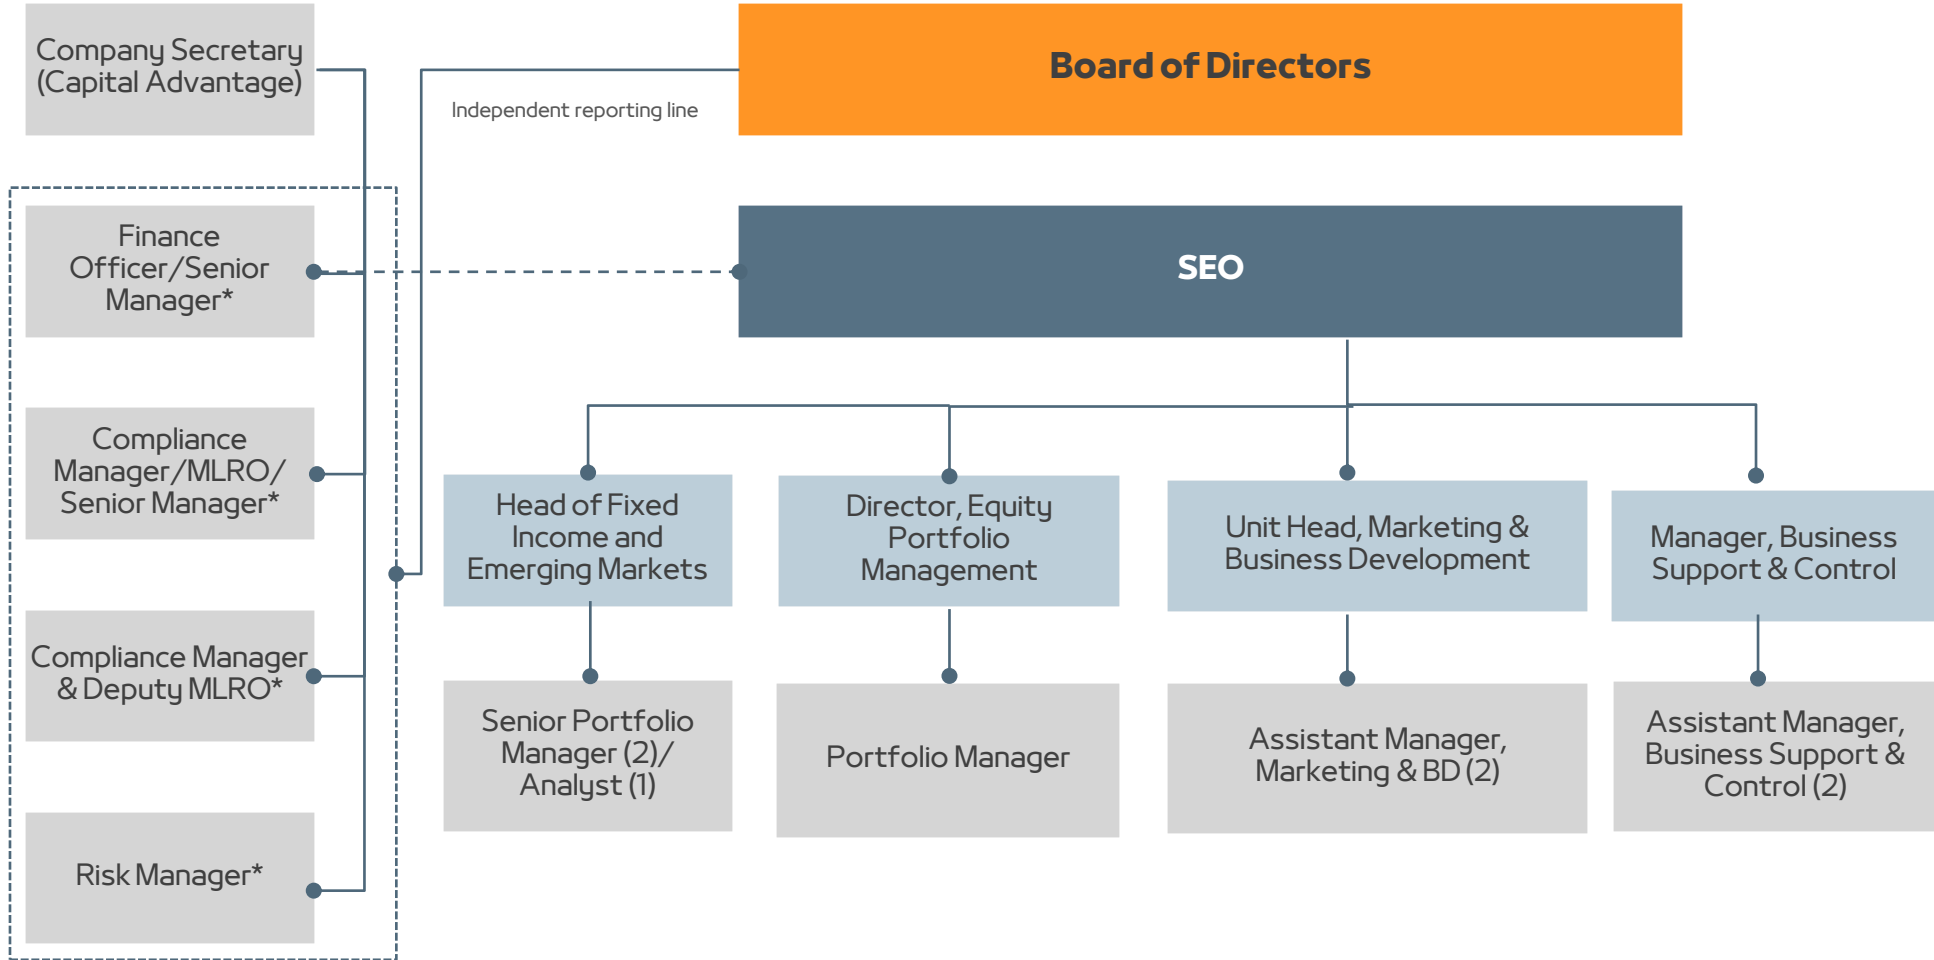 Company Secretary
(Capital Advantage)
Board of Directors
Independent reporting line
Finance
Officer/Senior
Manager*
SEO
Compliance
Manager/MLRO/
Senior Manager*
Head of Fixed
Income and
Emerging Markets
Director, Equity
Portfolio
Management
Unit Head, Marketing &
Business Development
Manager, Business
Support & Control
Compliance Manager
& Deputy MLRO*
Senior Portfolio
Manager (2)/
Analyst (1)
Portfolio Manager
Assistant Manager,
Marketing & BD (2)
Assistant Manager,
Business Support &
Control (2)
Risk Manager*